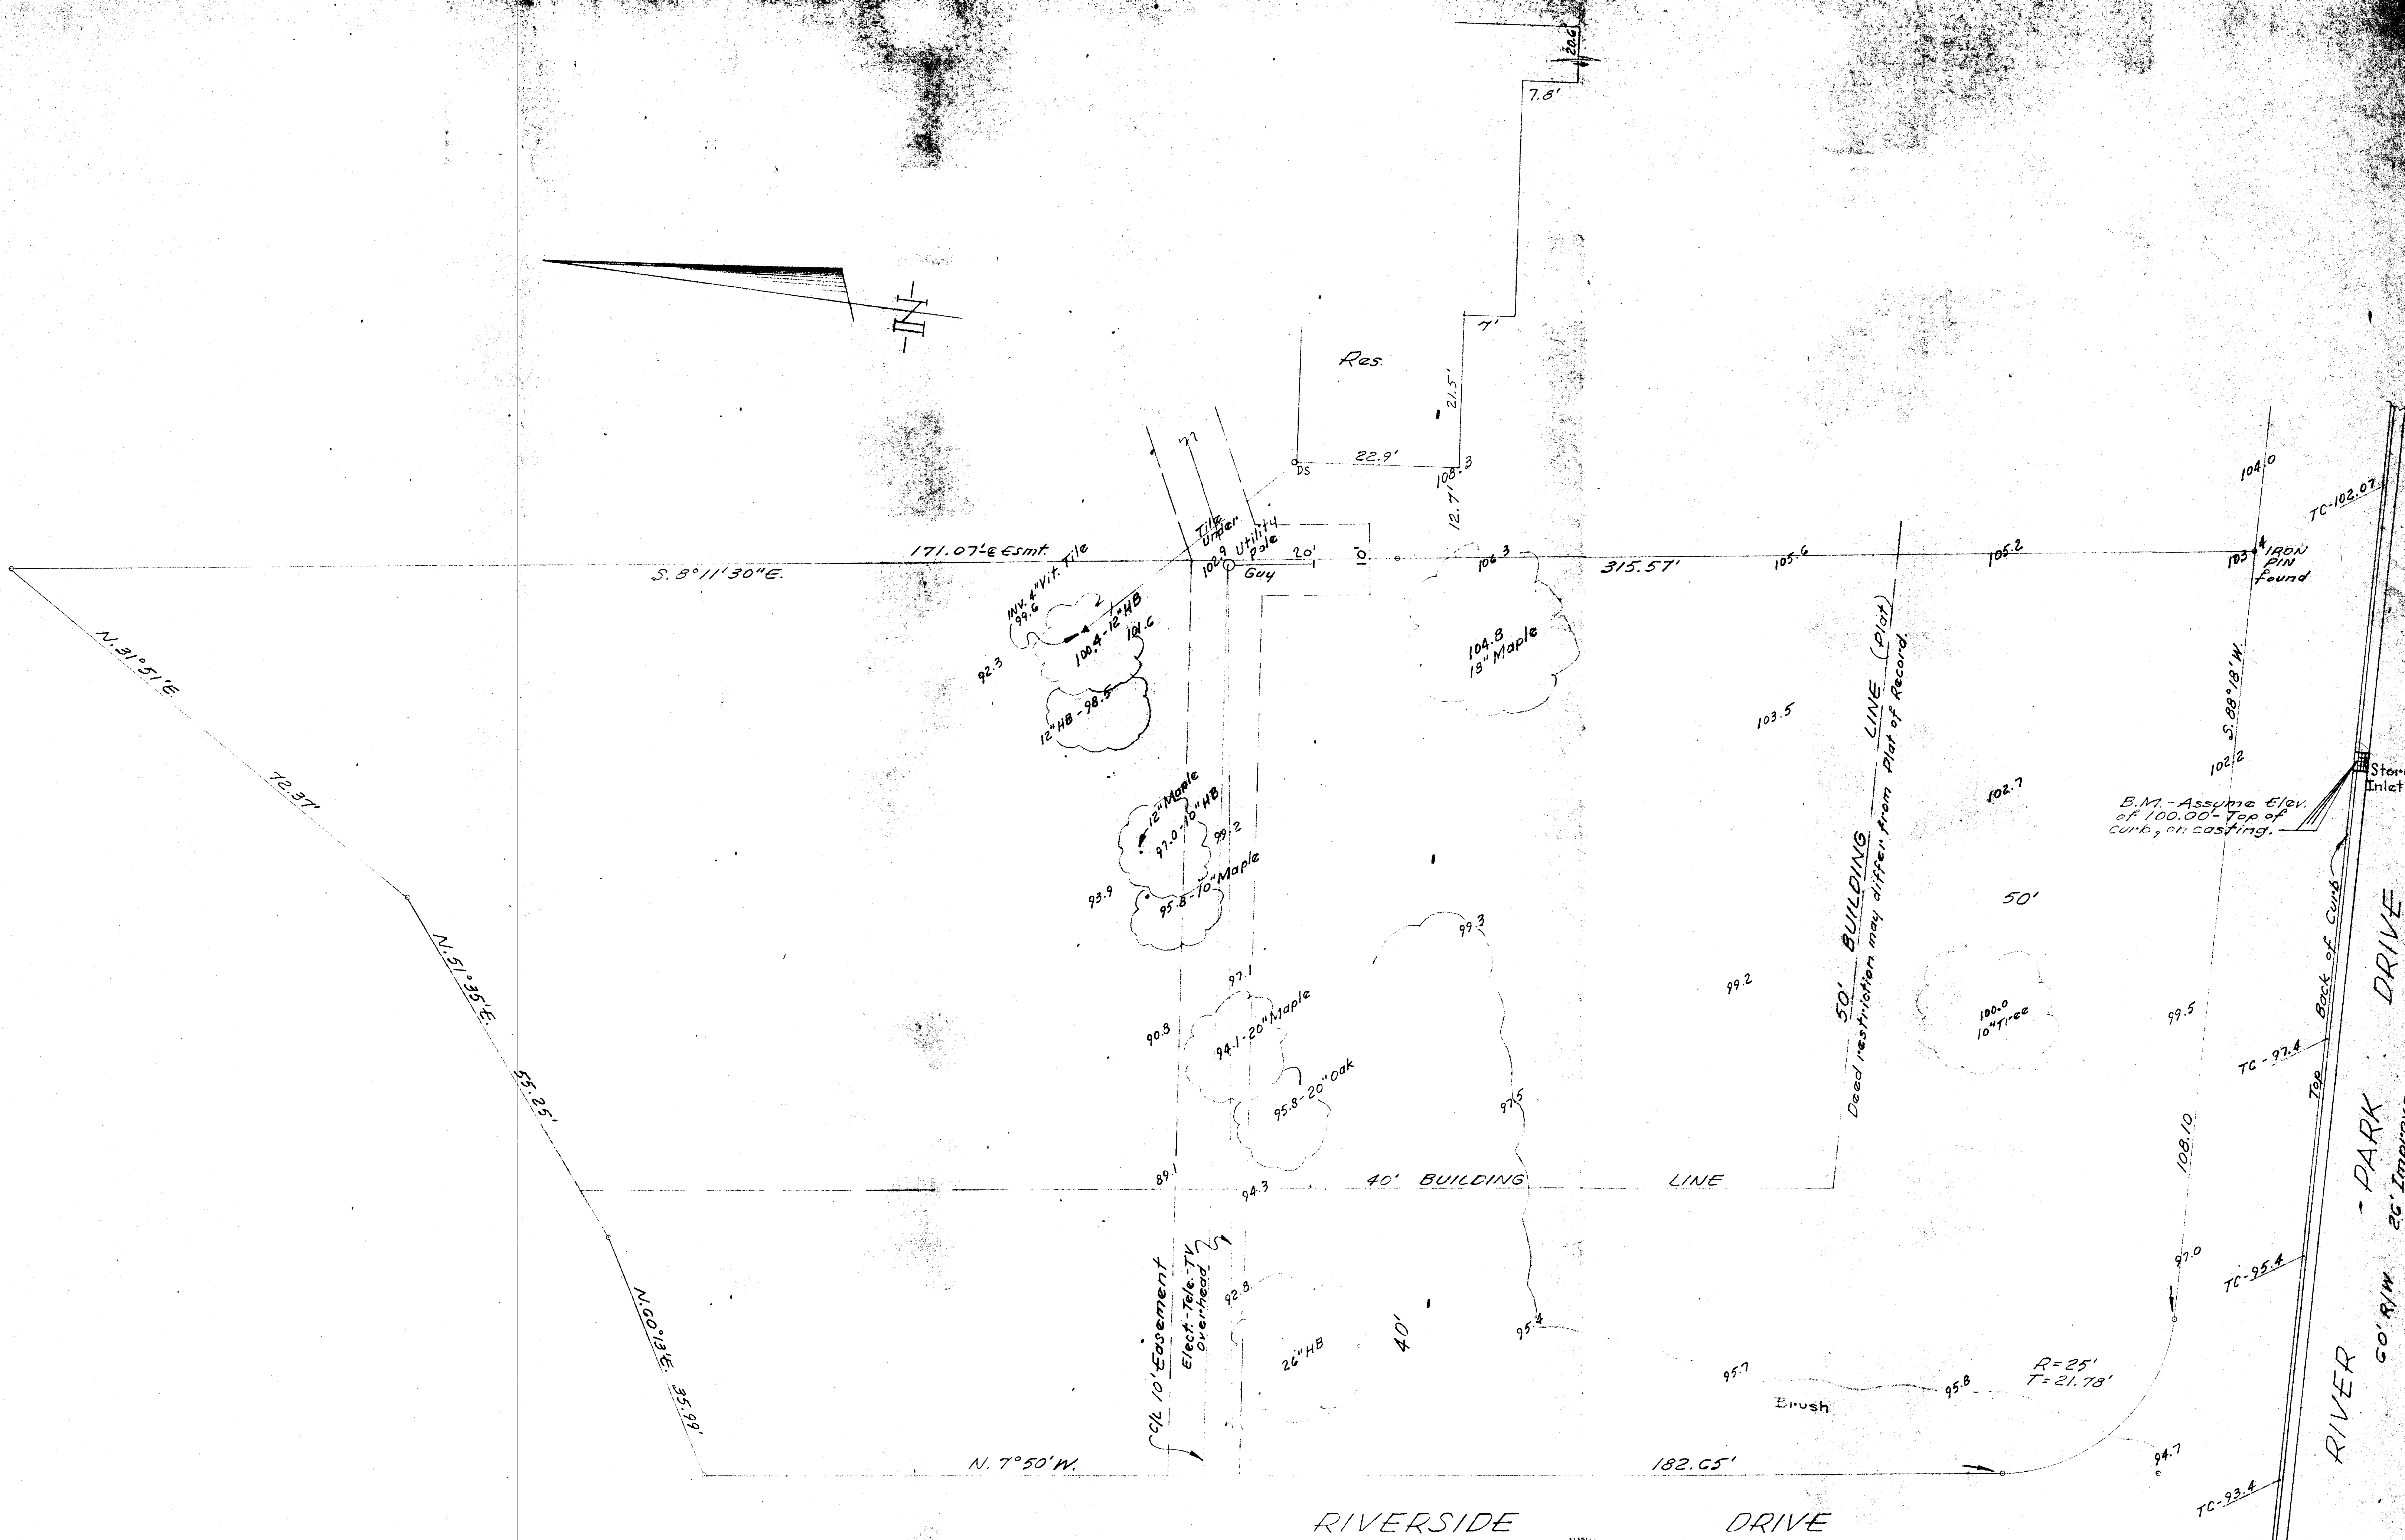 20.6
7.8'
-N-
7'
Res.
21.5'
22.9'
DS
108.3
12.7'
104.0
TC-102.07
171.07'-℄ Esmt.
S. 8°11'30"E.
Tile
Under
Utility
Pole
102.9
20'
10'
Guy
106.3
315.57'
105.6
105.2
103.4
IRON
PIN
found
INV. 4" Vit. Tile
99.6
100.4-12"HB
101.6
92.3
12"HB-98.5
104.8
18" Maple
N. 31°51'E.
72.37'
103.5
50' BUILDING LINE (Plat)
Deed restriction may differ from Plat of Record.
S. 88°18'W.
102.2
102.7
Inlet
B.M.-Assume Elev.
of 100.00'-Top of
curb, on casting.
12" Maple
97.0-10"HB
99.2
93.9
95.8-10" Maple
50'
99.3
N. 51°35'E.
55.25'
97.1
90.8
94.1-20" Maple
95.8-20" Oak
99.2
97.5
100.0
10" Tree
99.5
TC-97.4
Top Back of Curb
108.10
89.1
94.3
40' BUILDING LINE
97.0
TC-95.4
RIVER - PARK DRIVE
60' R/W 26'
N. 60°13'E. 35.99'
C/L 10' Easement
Elect.-Tele.-TV
Overhead
92.8
26"HB
40'
95.4
95.7
95.8
Brush
R=25'
T=21.78'
94.7
TC-93.4
N. 7°50'W.
182.65'
RIVERSIDE DRIVE